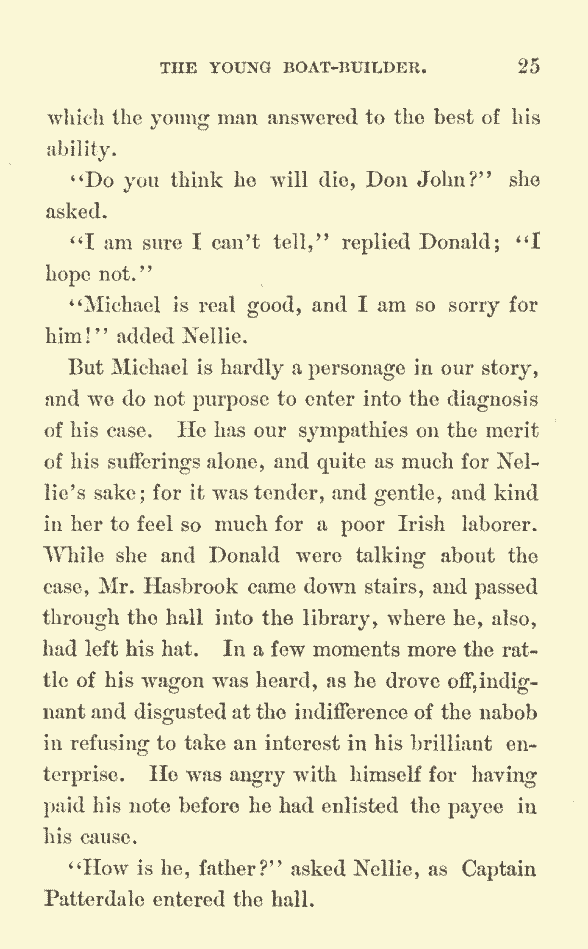 THE YOUNG BOAT-BUILDER. 25
which the young man answered to the best of his
ability.
"Do you think he will die, Don John?" she
asked.
"I am sure I can't tell," replied Donald; "I
hope not."
"Michael is real good, and I am so sorry for
him!" added Nellie.
But Michael is hardly a personage in our story,
and we do not purpose to enter into the diagnosis
of his case. He has our sympathies on the merit
of his sufferings alone, and quite as much for Nel-
lie's sake; for it was tender, and gentle, and kind
in her to feel so much for a poor Irish laborer.
While she and Donald were talking about the
case, Mr. Hasbrook came down stairs, and passed
through the hall into the library, where he, also,
had left his hat. In a few moments more the rat-
tle of his wagon was heard, as he drove off, indig-
nant and disgusted at the indifference of the nabob
in refusing to take an interest in his brilliant en-
terprise. He was angry with himself for having
paid his note before he had enlisted the payee in
his cause.
"How is he, father?" asked Nellie, as Captain
Patterdale entered the hall.